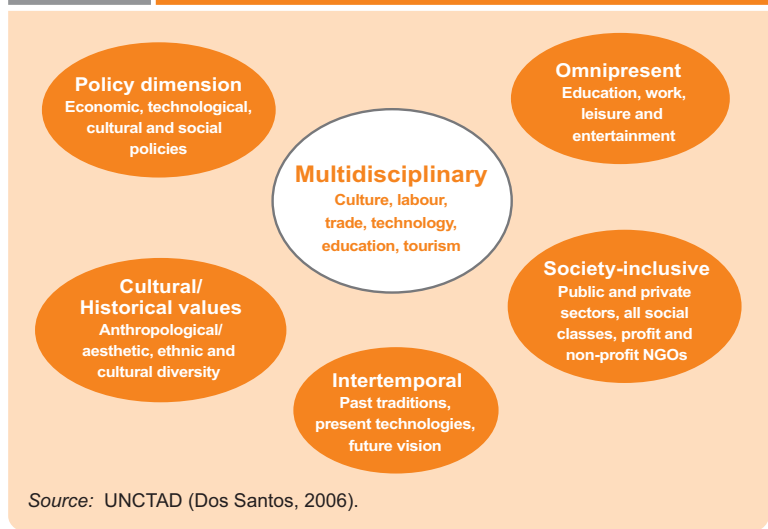 Policy dimension
Economic, technological,
cultural and social
policies
Omnipresent
Education, work,
leisure and
entertainment
Multidisciplinary
Culture, labour,
trade, technology,
education, tourism
Cultural/
Historical values
Anthropological/
aesthetic, ethnic and
cultural diversity
Society-inclusive
Public and private
sectors, all social
classes, profit and
non-profit NGOs
Intertemporal
Past traditions,
present technologies,
future vision
Source: UNCTAD (Dos Santos, 2006).